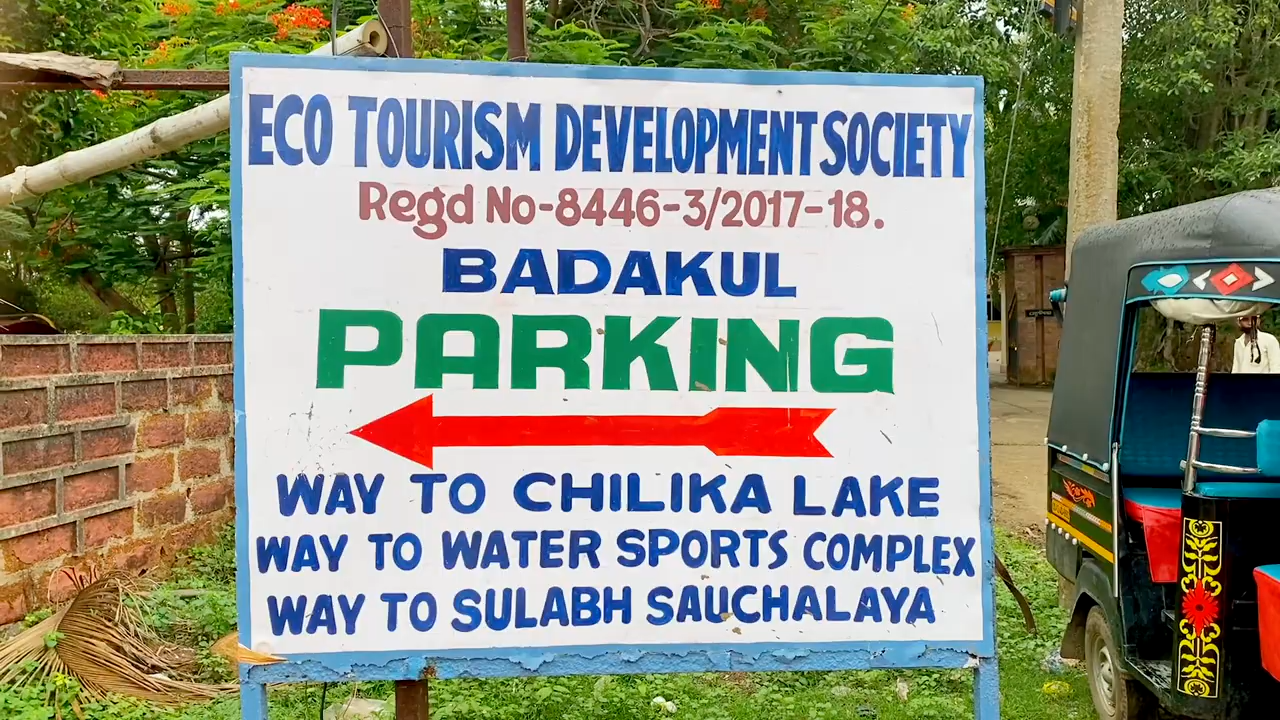 ECO TOURISM DEVELOPMENT SOCIETY
Regd No-8446-3/2017-18.
BADAKUL
PARKING
WAY TO CHILIKA LAKE
WAY TO WATER SPORTS COMPLEX
WAY TO SULABH SAUCHALAYA